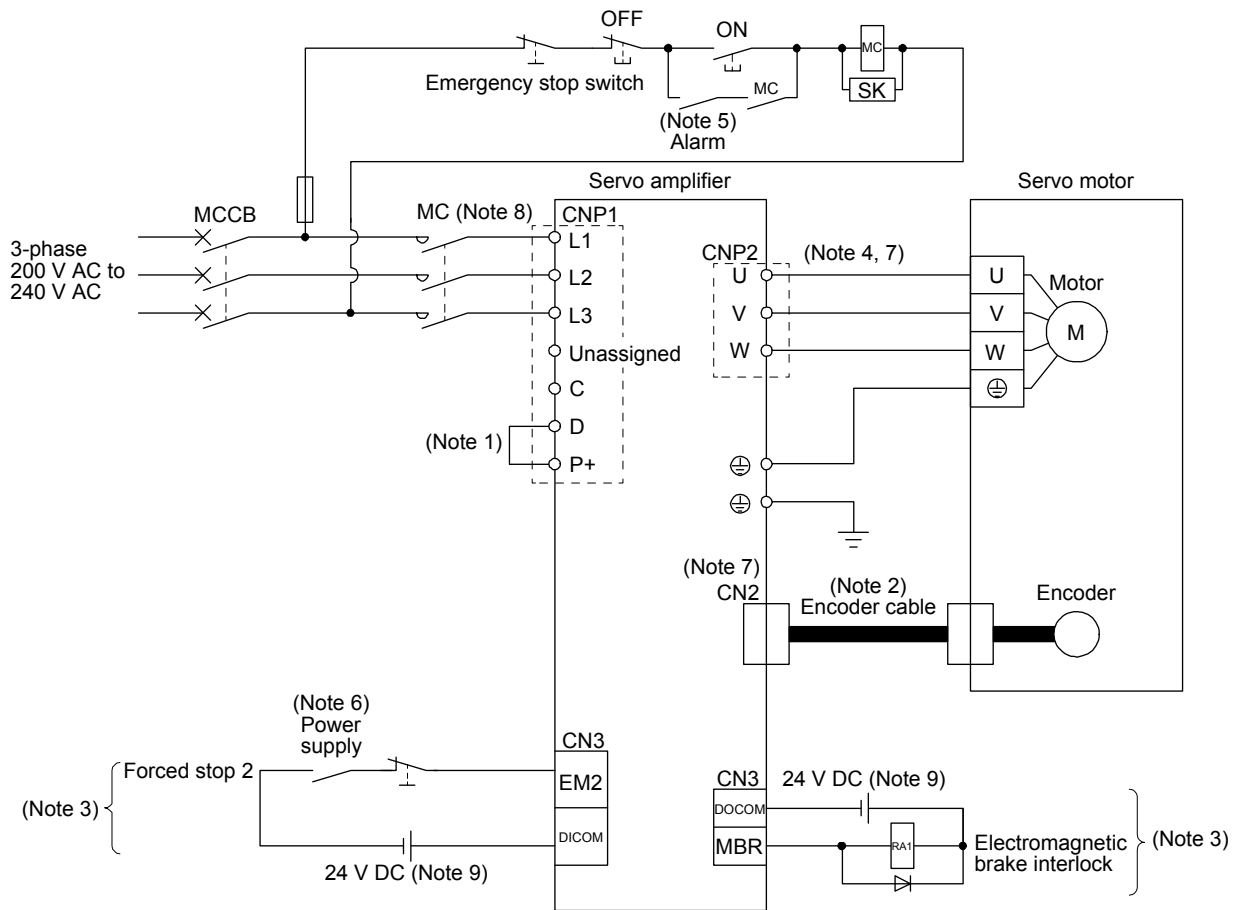 OFF
ON
MC
SK
Emergency stop switch
MC
(Note 5)
Alarm
Servo amplifier
Servo motor
MCCB
MC (Note 8)
CNP1
3-phase
200 V AC to
240 V AC
L1
L2
L3
Unassigned
C
D
P+
(Note 1)
CNP2
(Note 4, 7)
U
V
W
U
V
W
Motor
M
(Note 7)
CN2
(Note 2)
Encoder cable
Encoder
(Note 6)
Power
supply
CN3
Forced stop 2
EM2
(Note 3)
DICOM
24 V DC (Note 9)
CN3
24 V DC (Note 9)
DOCOM
MBR
RA1
Electromagnetic
brake interlock
(Note 3)